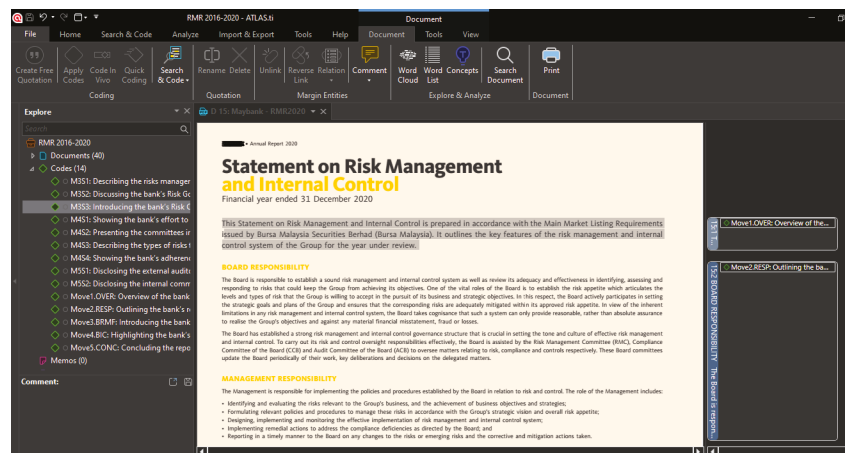 RMR 2016-2020 - ATLAS.ti
Document
File Home Search & Code Analyze Import & Export Tools Help Document Tools View
Create Free Quotation
Apply Codes
Code In Vivo
Quick Coding
Search & Code
Rename
Delete
Unlink
Reverse Link
Relation
Comment
Word Cloud
Word List
Concepts
Search Document
Print
Coding
Quotation
Margin Entities
Explore & Analyze
Document
Explore
D 15: Maybank - RMR2020
Search
RMR 2016-2020
Documents (40)
Codes (14)
M3S1: Describing the risks manager
M3S2: Discussing the bank's Risk Go
M3S3: Introducing the bank's Risk C
M4S1: Showing the bank's effort to
M4S2: Presenting the committees ir
M4S3: Describing the types of risks t
M4S4: Showing the bank's adheren
M5S1: Disclosing the external audit
M5S2: Disclosing the internal comm
Move1.OVER: Overview of the bank
Move2.RESP: Outlining the bank's r
Move3.BRMF: Introducing the bank
Move4.BIC: Highlighting the bank's
Move5.CONC: Concluding the repo
Memos (0)
Comment:
• Annual Report 2020
Statement on Risk Management
and Internal Control
Financial year ended 31 December 2020
This Statement on Risk Management and Internal Control is prepared in accordance with the Main Market Listing Requirements
issued by Bursa Malaysia Securities Berhad (Bursa Malaysia). It outlines the key features of the risk management and internal
control system of the Group for the year under review.
BOARD RESPONSIBILITY
The Board is responsible to establish a sound risk management and internal control system as well as review its adequacy and effectiveness in identifying, assessing and
responding to risks that could keep the Group from achieving its objectives. One of the vital roles of the Board is to establish the risk appetite which articulates the
levels and types of risk that the Group is willing to accept in the pursuit of its business and strategic objectives. In this respect, the Board actively participates in setting
the strategic goals and plans of the Group and ensures that the corresponding risks are adequately mitigated within its approved risk appetite. In view of the inherent
limitations in any risk management and internal control system, the Board takes cognisance that such a system can only provide reasonable, rather than absolute assurance
to realise the Group's objectives and against any material financial misstatement, fraud or losses.
The Board has established a strong risk management and internal control governance structure that is crucial in setting the tone and culture of effective risk management
and internal control. To carry out its risk and control oversight responsibilities effectively, the Board is assisted by the Risk Management Committee (RMC), Compliance
Committee of the Board (CCB) and Audit Committee of the Board (ACB) to oversee matters relating to risk, compliance and controls respectively. These Board committees
update the Board periodically of their work, key deliberations and decisions on the delegated matters.
MANAGEMENT RESPONSIBILITY
The Management is responsible for implementing the policies and procedures established by the Board in relation to risk and control. The role of the Management includes:
• Identifying and evaluating the risks relevant to the Group's business, and the achievement of business objectives and strategies;
• Formulating relevant policies and procedures to manage these risks in accordance with the Group's strategic vision and overall risk appetite;
• Designing, implementing and monitoring the effective implementation of risk management and internal control system;
• Implementing remedial actions to address the compliance deficiencies as directed by the Board; and
• Reporting in a timely manner to the Board on any changes to the risks or emerging risks and the corrective and mitigation actions taken.
15:1 T...
Move1.OVER: Overview of the...
15:2 BOARD RESPONSIBILITY The Board is respon...
Move2.RESP: Outlining the ba...